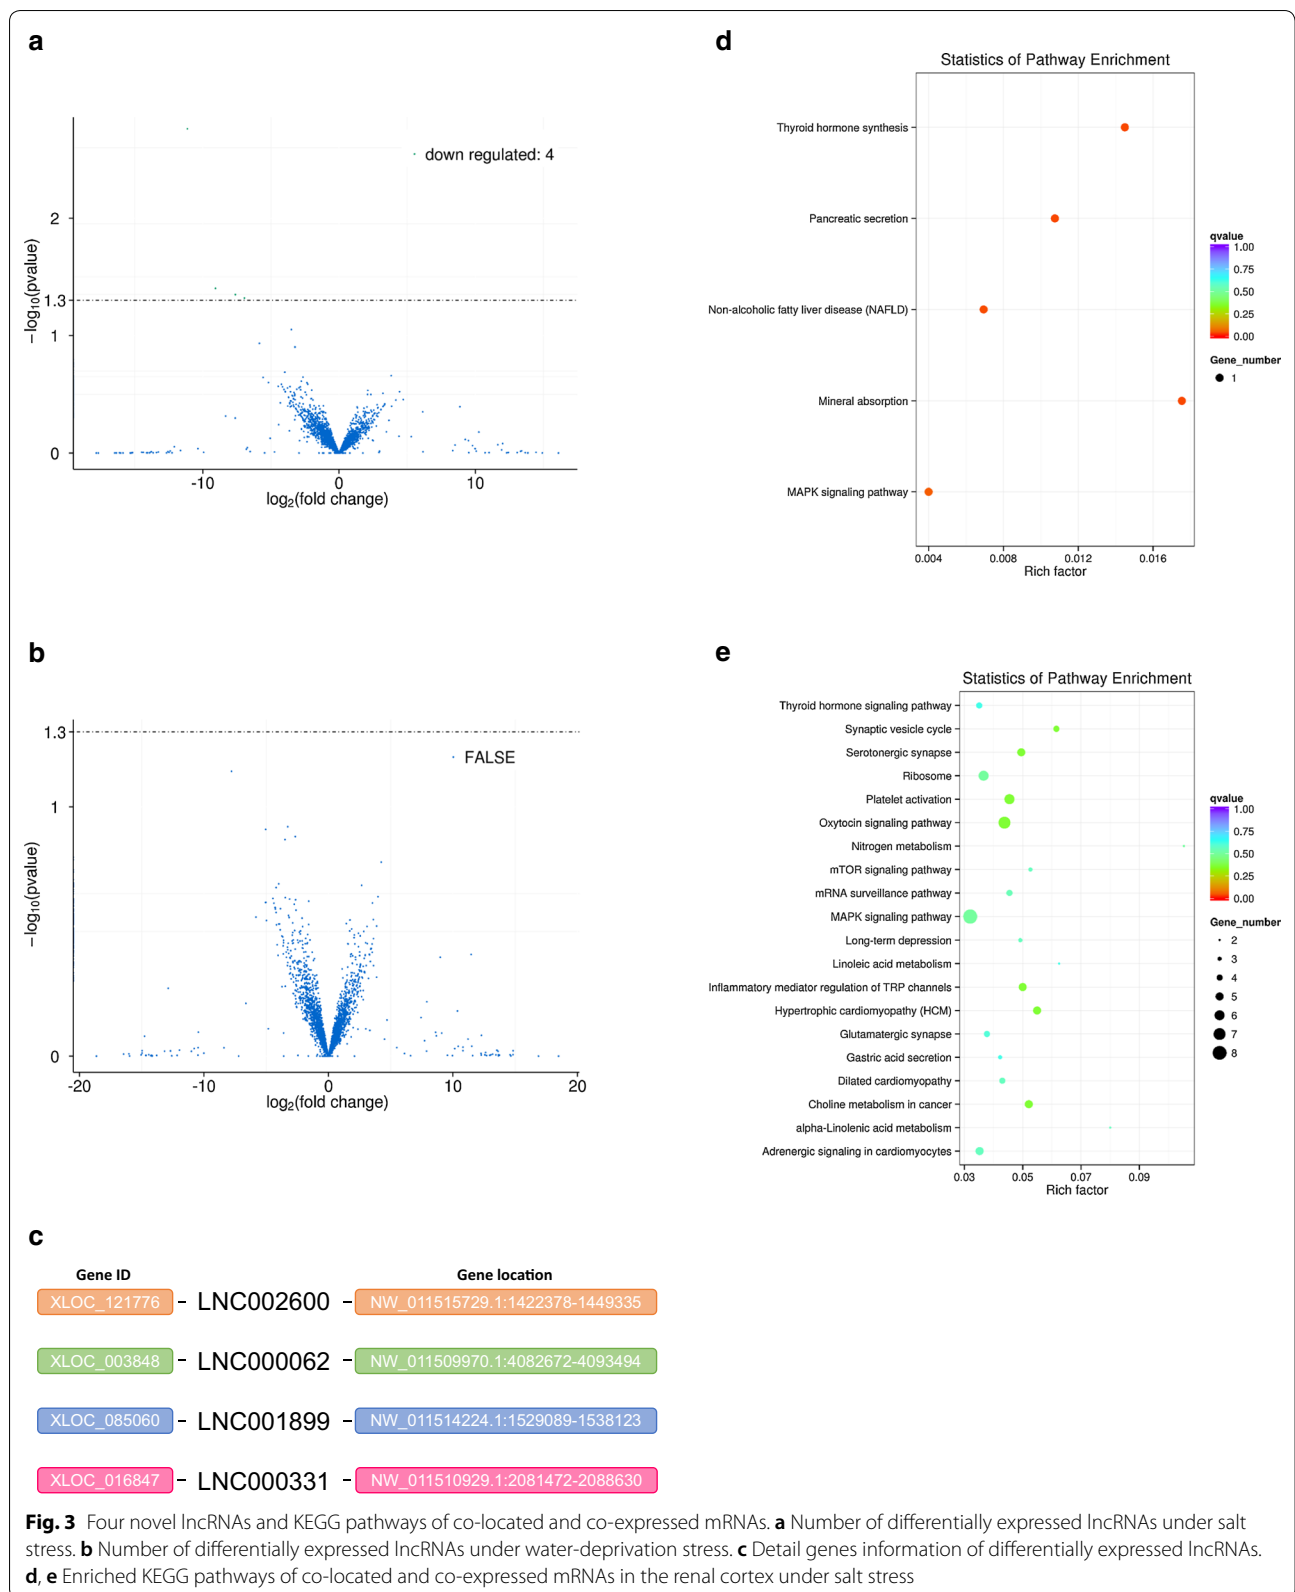 a
down regulated: 4
2
1.3
1
0
−log10(pvalue)
-10 0 10
log2(fold change)
d
Statistics of Pathway Enrichment
Thyroid hormone synthesis
Pancreatic secretion
Non-alcoholic fatty liver disease (NAFLD)
Mineral absorption
MAPK signaling pathway
0.004 0.008 0.012 0.016
Rich factor
qvalue
1.00
0.75
0.50
0.25
0.00
Gene_number
1
b
1.3
FALSE
1
0
−log10(pvalue)
-20 -10 0 10 20
log2(fold change)
e
Statistics of Pathway Enrichment
Thyroid hormone signaling pathway
Synaptic vesicle cycle
Serotonergic synapse
Ribosome
Platelet activation
Oxytocin signaling pathway
Nitrogen metabolism
mTOR signaling pathway
mRNA surveillance pathway
MAPK signaling pathway
Long-term depression
Linoleic acid metabolism
Inflammatory mediator regulation of TRP channels
Hypertrophic cardiomyopathy (HCM)
Glutamatergic synapse
Gastric acid secretion
Dilated cardiomyopathy
Choline metabolism in cancer
alpha-Linolenic acid metabolism
Adrenergic signaling in cardiomyocytes
0.03 0.05 0.07 0.09
Rich factor
qvalue
1.00
0.75
0.50
0.25
0.00
Gene_number
2
3
4
5
6
7
8
c
Gene ID Gene location
XLOC_121776 - LNC002600 - NW_011515729.1:1422378-1449335
XLOC_003848 - LNC000062 - NW_011509970.1:4082672-4093494
XLOC_085060 - LNC001899 - NW_011514224.1:1529089-1538123
XLOC_016847 - LNC000331 - NW_011510929.1:2081472-2088630
Fig. 3 Four novel lncRNAs and KEGG pathways of co-located and co-expressed mRNAs. a Number of differentially expressed lncRNAs under salt
stress. b Number of differentially expressed lncRNAs under water-deprivation stress. c Detail genes information of differentially expressed lncRNAs.
d, e Enriched KEGG pathways of co-located and co-expressed mRNAs in the renal cortex under salt stress